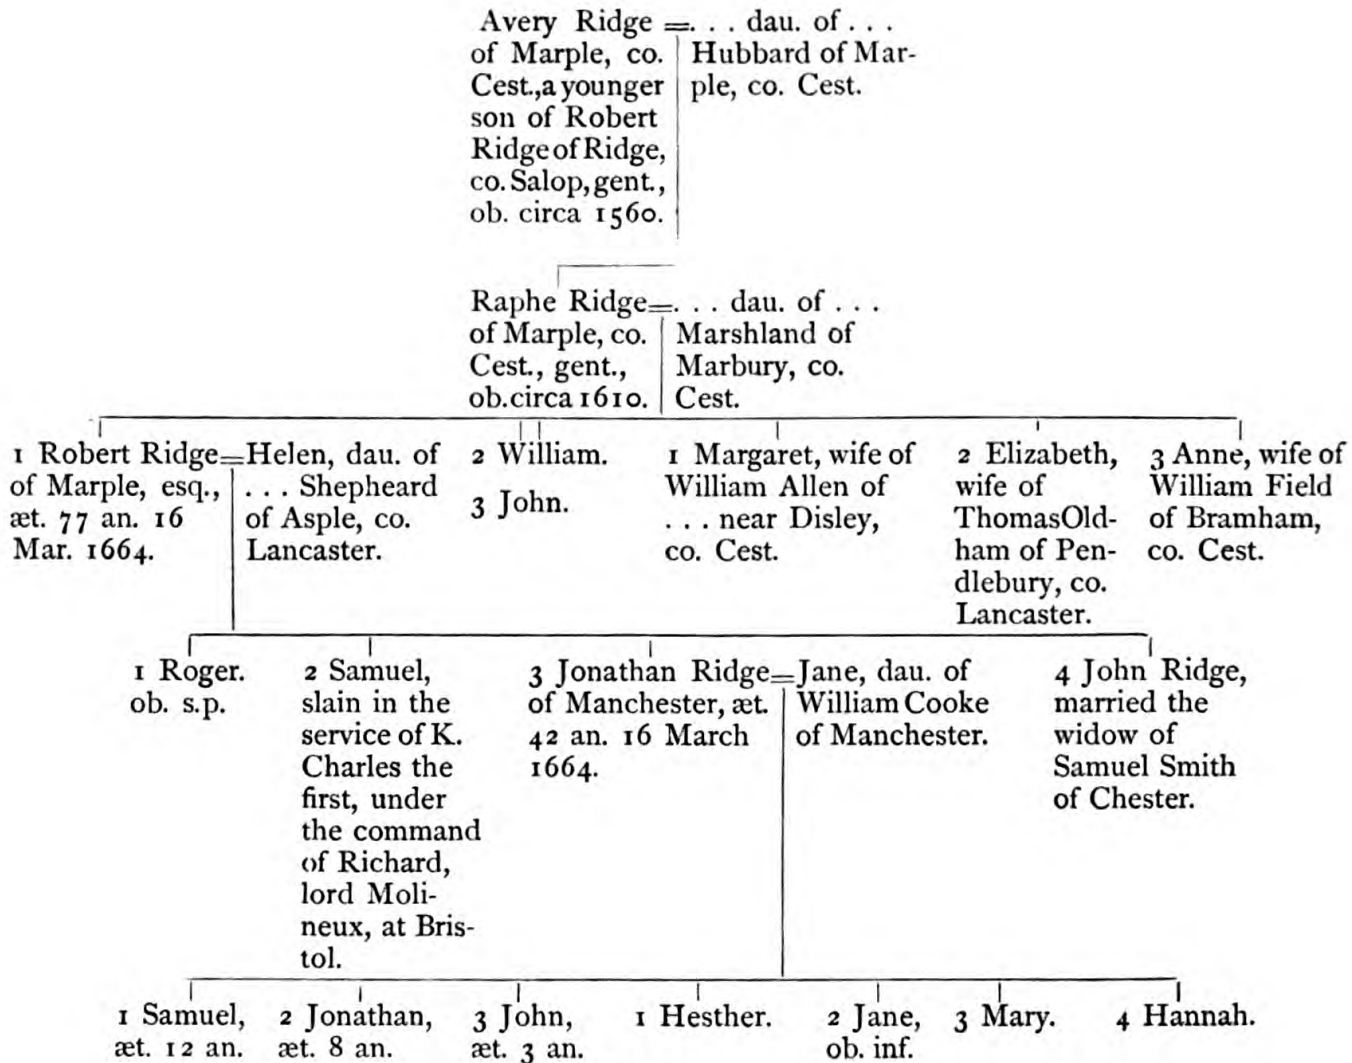 Avery Ridge =. . . dau. of . . .
of Marple, co.
Cest., a younger
son of Robert
Ridge of Ridge,
co. Salop, gent.,
ob. circa 1560.
Hubbard of Mar-
ple, co. Cest.
Raphe Ridge=. . . dau. of . . .
of Marple, co.
Cest., gent.,
ob. circa 1610.
Marshland of
Marbury, co.
Cest.
1 Robert Ridge=
of Marple, esq.,
æt. 77 an. 16
Mar. 1664.
Helen, dau. of
. . . Shepheard
of Asple, co.
Lancaster.
2 William.
3 John.
1 Margaret, wife of
William Allen of
. . . near Disley,
co. Cest.
2 Elizabeth,
wife of
Thomas Old-
ham of Pen-
dlebury, co.
Lancaster.
3 Anne, wife of
William Field
of Bramham,
co. Cest.
1 Roger.
ob. s.p.
2 Samuel,
slain in the
service of K.
Charles the
first, under
the command
of Richard,
lord Moli-
neux, at Bris-
tol.
3 Jonathan Ridge=
of Manchester, æt.
42 an. 16 March
1664.
Jane, dau. of
William Cooke
of Manchester.
4 John Ridge,
married the
widow of
Samuel Smith
of Chester.
1 Samuel,
æt. 12 an.
2 Jonathan,
æt. 8 an.
3 John,
æt. 3 an.
1 Hesther.
2 Jane,
ob. inf.
3 Mary.
4 Hannah.